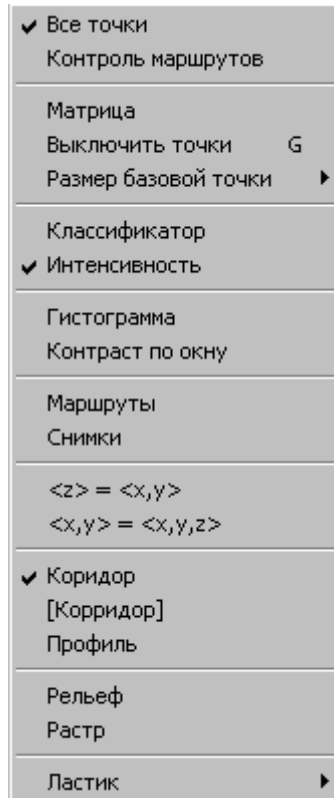 Все точки
Контроль маршрутов
Матрица
Выключить точки G
Размер базовой точки
Классификатор
Интенсивность
Гистограмма
Контраст по окну
Маршруты
Снимки
<z> = <x,y>
<x,y> = <x,y,z>
Коридор
[Корридор]
Профиль
Рельеф
Растр
Ластик